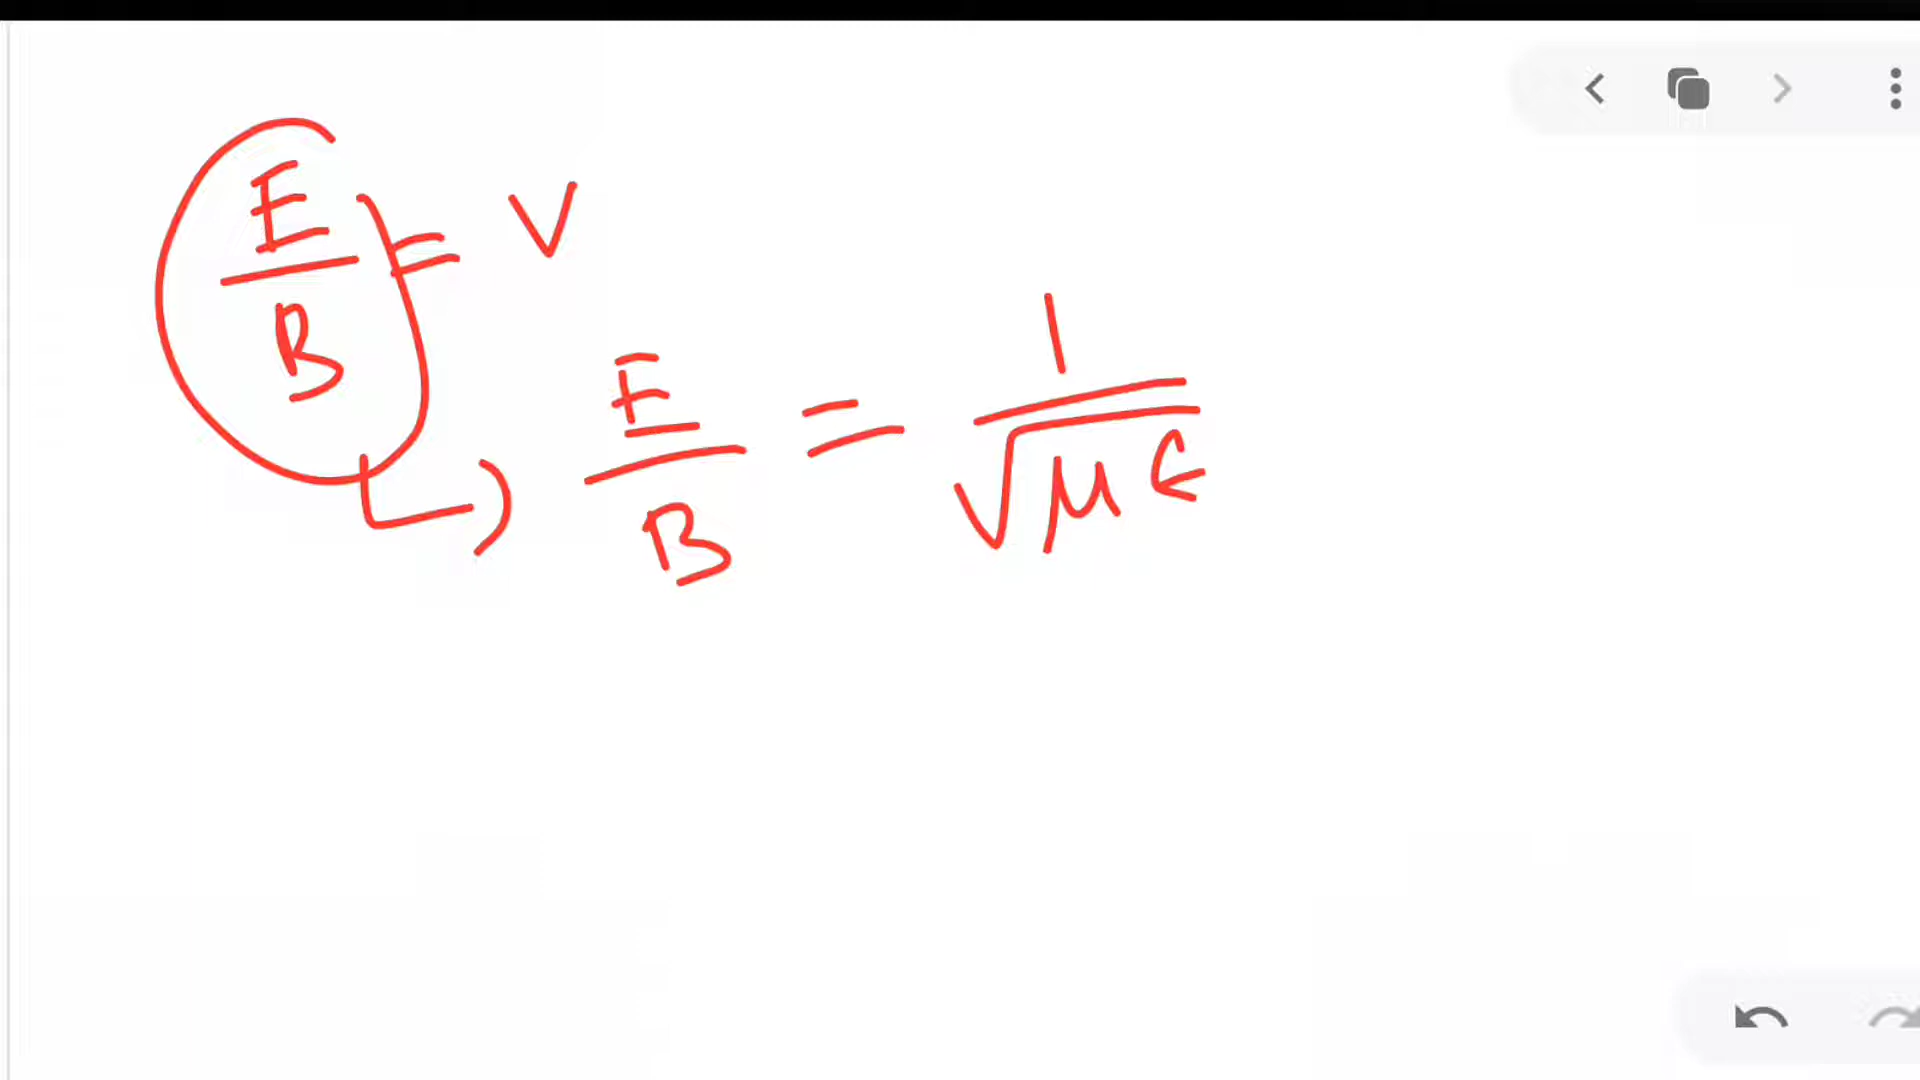 E/B = V
E/B = 1/√με